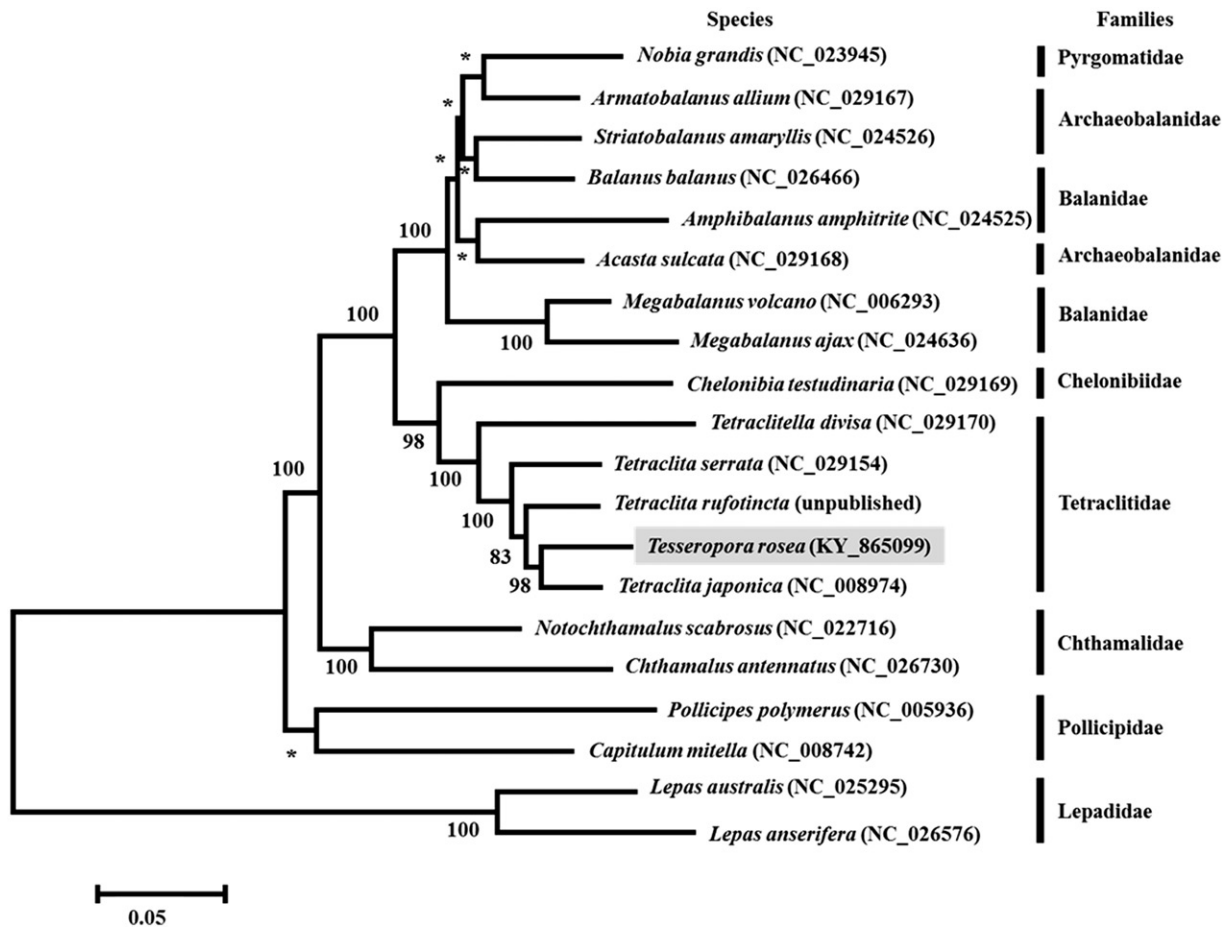 Species Families
*
Nobia grandis (NC_023945) Pyrgomatidae
*
Armatobalanus allium (NC_029167)
Archaeobalanidae
Striatobalanus amaryllis (NC_024526)
*
*
Balanus balanus (NC_026466)
Balanidae
Amphibalanus amphitrite (NC_024525)
100
*
Acasta sulcata (NC_029168) Archaeobalanidae
Megabalanus volcano (NC_006293)
100
Balanidae
100
Megabalanus ajax (NC_024636)
Chelonibia testudinaria (NC_029169) Chelonibiidae
Tetraclitella divisa (NC_029170)
98
Tetraclita serrata (NC_029154)
100
100
Tetraclita rufotincta (unpublished) Tetraclitidae
100
Tesseropora rosea (KY_865099)
83
98
Tetraclita japonica (NC_008974)
Notochthamalus scabrosus (NC_022716)
Chthamalidae
100
Chthamalus antennatus (NC_026730)
Pollicipes polymerus (NC_005936)
Pollicipidae
*
Capitulum mitella (NC_008742)
Lepas australis (NC_025295)
Lepadidae
100
Lepas anserifera (NC_026576)
0.05